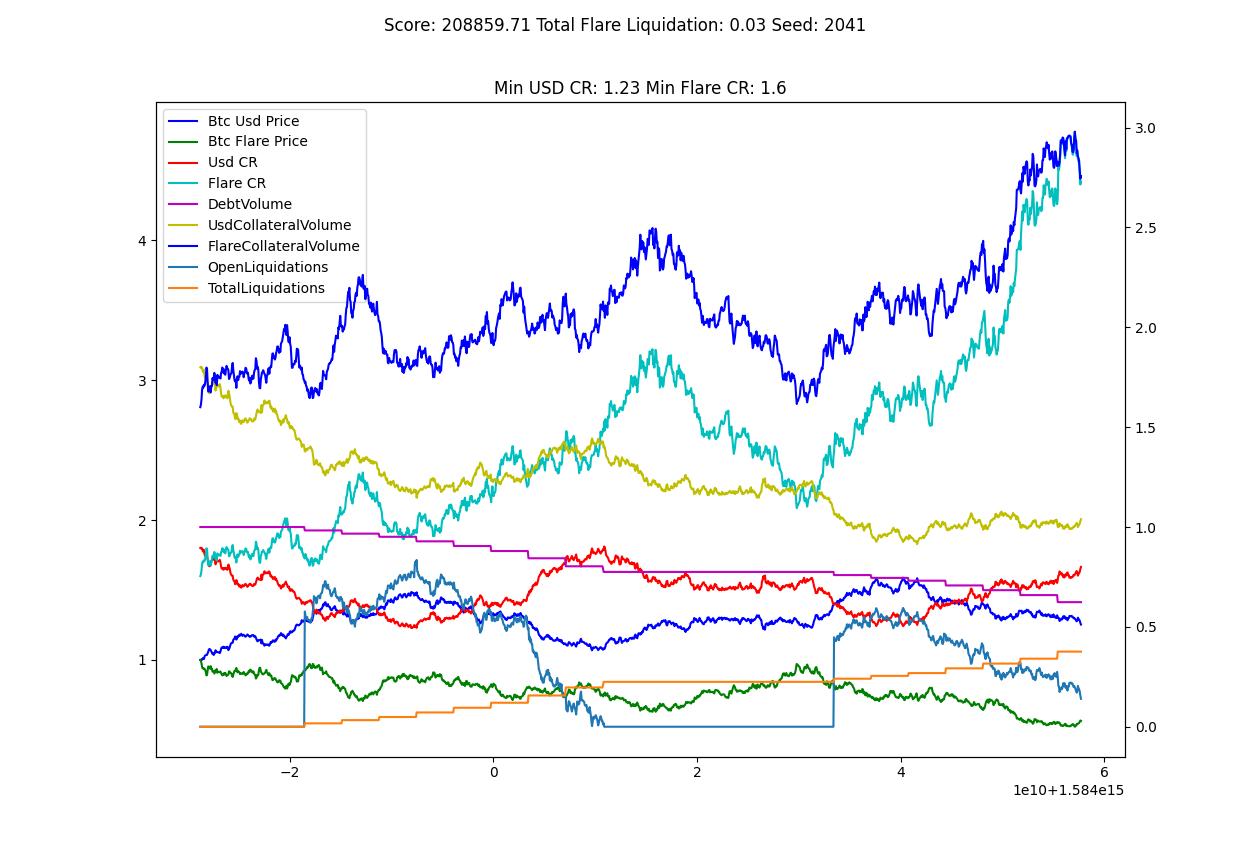 Score: 208859.71 Total Flare Liquidation: 0.03 Seed: 2041
Min USD CR: 1.23 Min Flare CR: 1.6
Btc Usd Price
Btc Flare Price
Usd CR
Flare CR
DebtVolume
UsdCollateralVolume
FlareCollateralVolume
OpenLiquidations
TotalLiquidations
4
3
2
1
3.0
2.5
2.0
1.5
1.0
0.5
0.0
−2 0 2 4 6
1e10+1.584e15